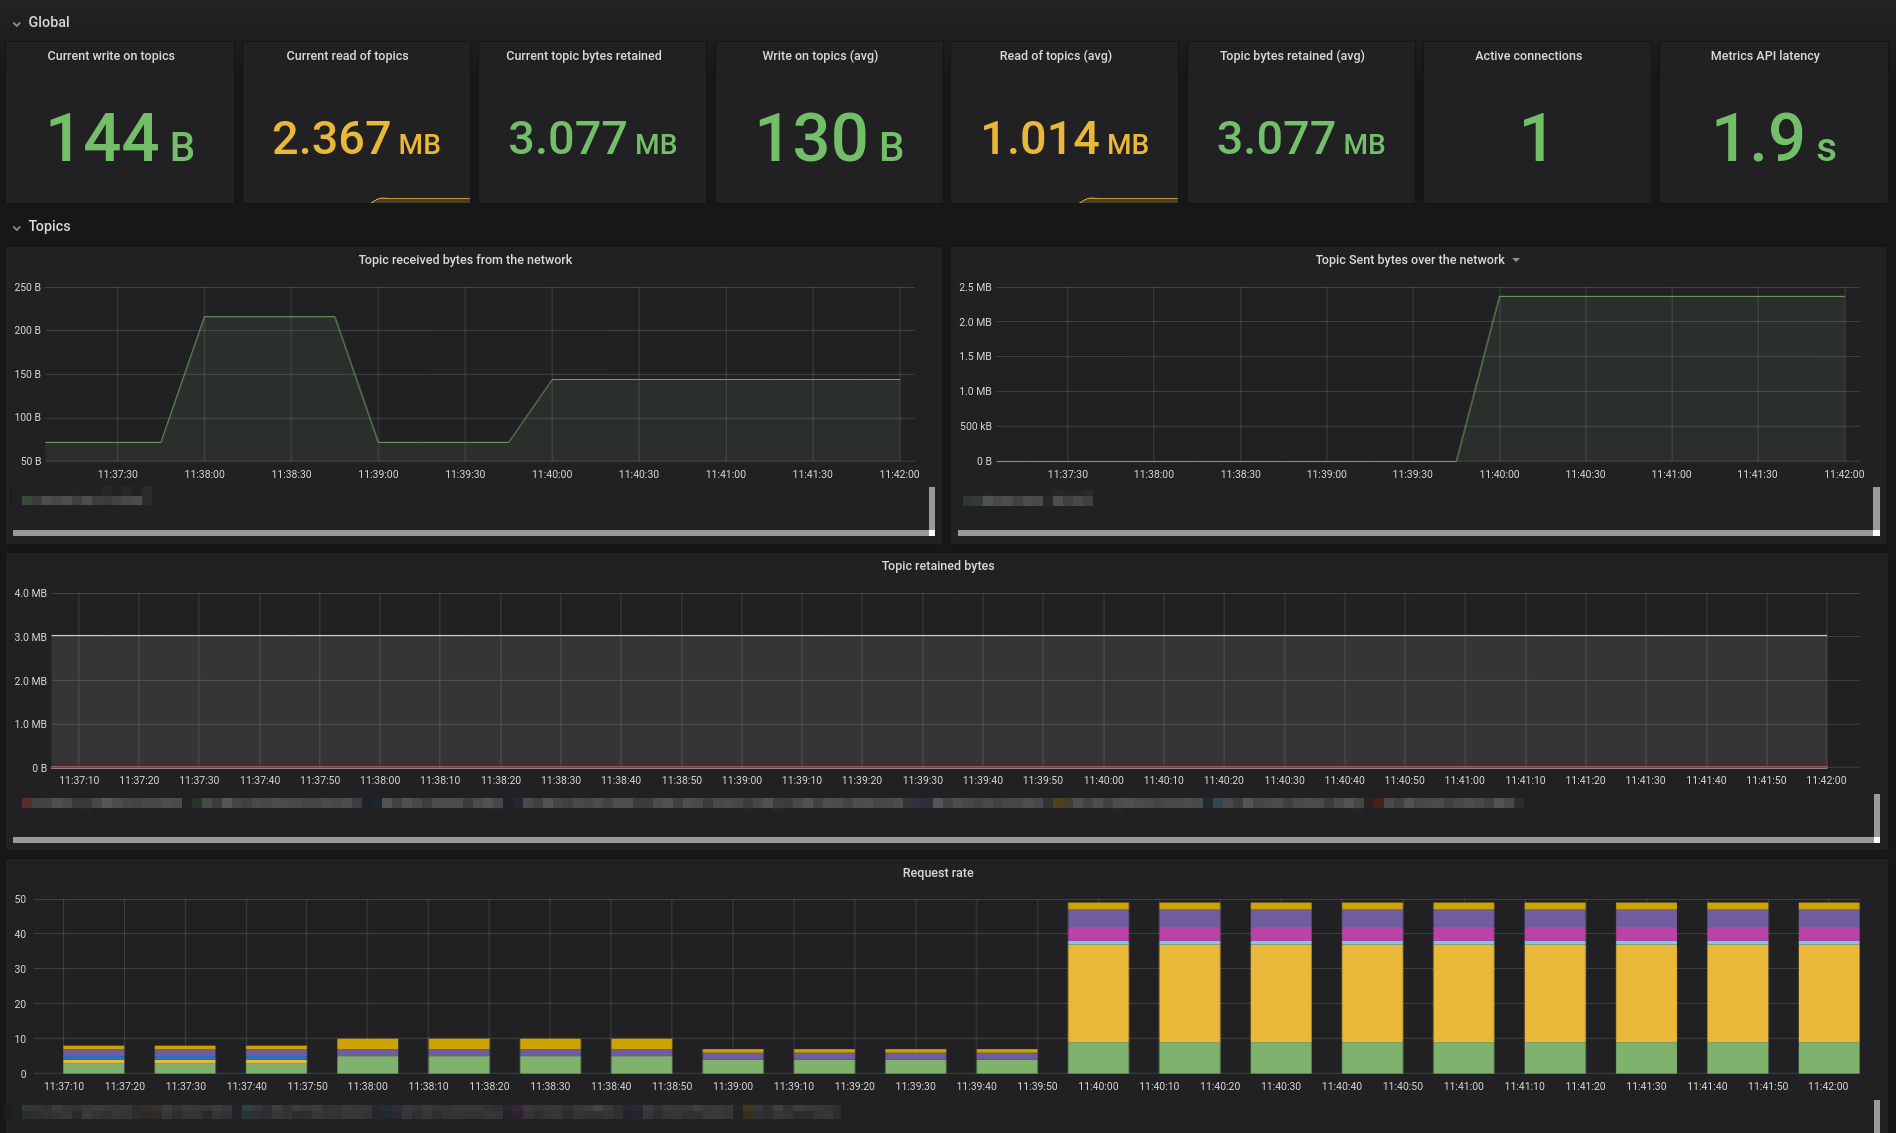 Global
Current write on topics
Current read of topics
Current topic bytes retained
Write on topics (avg)
Read of topics (avg)
Topic bytes retained (avg)
Active connections
Metrics API latency
144 B
2.367 MB
3.077 MB
130 B
1.014 MB
3.077 MB
1
1.9 s
Topics
Topic received bytes from the network
250 B
200 B
150 B
100 B
50 B
11:37:30 11:38:00 11:38:30 11:39:00 11:39:30 11:40:00 11:40:30 11:41:00 11:41:30 11:42:00
Topic Sent bytes over the network
2.5 MB
2.0 MB
1.5 MB
1.0 MB
500 kB
0 B
11:37:30 11:38:00 11:38:30 11:39:00 11:39:30 11:40:00 11:40:30 11:41:00 11:41:30 11:42:00
Topic retained bytes
4.0 MB
3.0 MB
2.0 MB
1.0 MB
0 B
11:37:10 11:37:20 11:37:30 11:37:40 11:37:50 11:38:00 11:38:10 11:38:20 11:38:30 11:38:40 11:38:50 11:39:00 11:39:10 11:39:20 11:39:30 11:39:40 11:39:50 11:40:00 11:40:10 11:40:20 11:40:30 11:40:40 11:40:50 11:41:00 11:41:10 11:41:20 11:41:30 11:41:40 11:41:50 11:42:00
Request rate
50
40
30
20
10
0
11:37:10 11:37:20 11:37:30 11:37:40 11:37:50 11:38:00 11:38:10 11:38:20 11:38:30 11:38:40 11:38:50 11:39:00 11:39:10 11:39:20 11:39:30 11:39:40 11:39:50 11:40:00 11:40:10 11:40:20 11:40:30 11:40:40 11:40:50 11:41:00 11:41:10 11:41:20 11:41:30 11:41:40 11:41:50 11:42:00